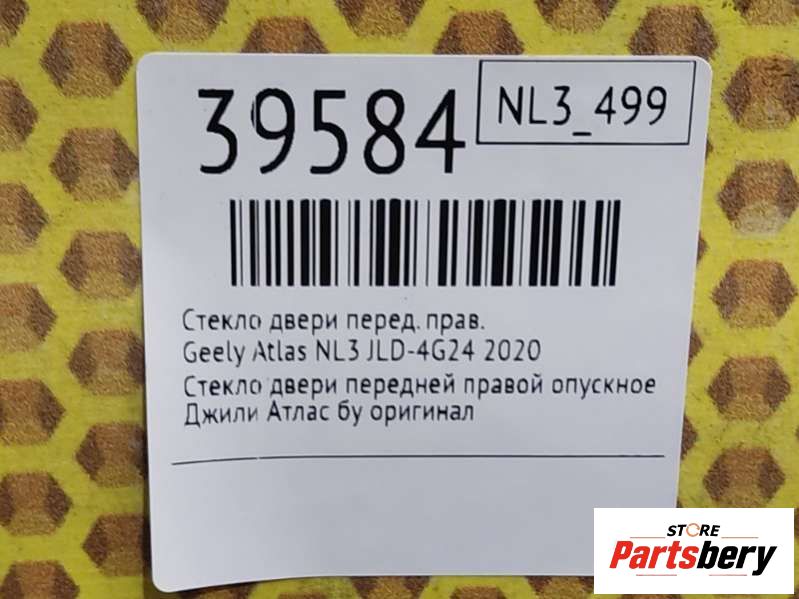 39584
NL3_499
Стекло двери перед. прав.
Geely Atlas NL3 JLD-4G24 2020
Стекло двери передней правой опускное
Джили Атлас бу оригинал
STORE
Partsbery